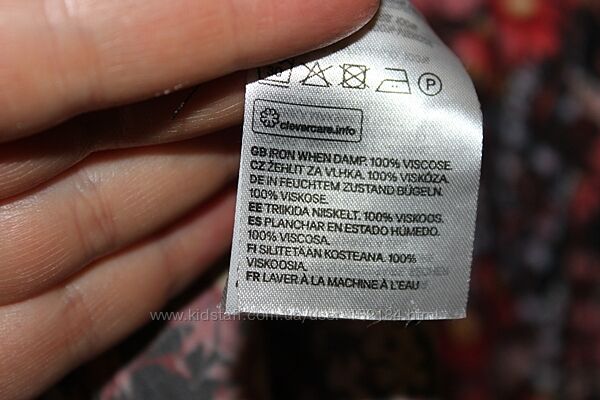 P
clevercare.info
GB IRON WHEN DAMP. 100% VISCOSE.
CZ ŽEHLIT ZA VLHKA. 100% VISKÓZA.
DE IN FEUCHTEM ZUSTAND BÜGELN.
100% VISKOSE.
EE TRIIKIDA NIISKELT. 100% VISKOOS.
ES PLANCHAR EN ESTADO HÚMEDO.
100% VISCOSA.
FI SILITETÄÄN KOSTEANA. 100%
VISKOOSIA.
FR LAVER À LA MACHINE À L'EAU